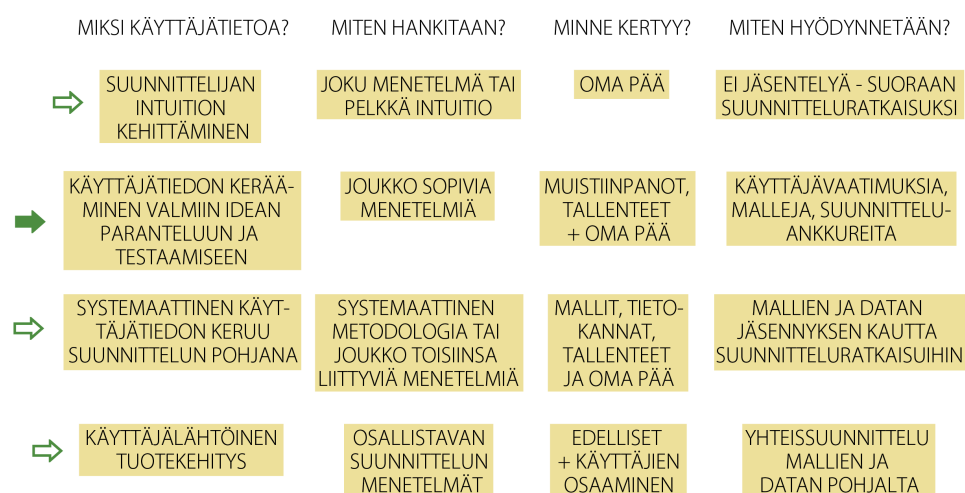 MIKSI KÄYTTÄJÄTIETOA?
MITEN HANKITAAN?
MINNE KERTYY?
MITEN HYÖDYNNETÄÄN?
SUUNNITTELIJAN
INTUITION
KEHITTÄMINEN
JOKU MENETELMÄ TAI
PELKKÄ INTUITIO
OMA PÄÄ
EI JÄSENTELYÄ - SUORAAN
SUUNNITTELURATKAISUKSI
KÄYTTÄJÄTIEDON KERÄÄ-
MINEN VALMIIN IDEAN
PARANTELUUN JA
TESTAAMISEEN
JOUKKO SOPIVIA
MENETELMIÄ
MUISTIINPANOT,
TALLENTEET
+ OMA PÄÄ
KÄYTTÄJÄVAATIMUKSIA,
MALLEJA, SUUNNITTELU-
ANKKUREITA
SYSTEMAATTINEN KÄYT-
TÄJÄTIEDON KERUU
SUUNNITTELUN POHJANA
SYSTEMAATTINEN
METODOLOGIA TAI
JOUKKO TOISIINSA
LIITTYVIÄ MENETELMIÄ
MALLIT, TIETO-
KANNAT,
TALLENTEET
JA OMA PÄÄ
MALLIEN JA DATAN
JÄSENNYKSEN KAUTTA
SUUNNITTELURATKAISUIHIN
KÄYTTÄJÄLÄHTÖINEN
TUOTEKEHITYS
OSALLISTAVAN
SUUNNITTELUN
MENETELMÄT
EDELLISET
+ KÄYTTÄJIEN
OSAAMINEN
YHTEISSUUNNITTELU
MALLIEN JA
DATAN POHJALTA